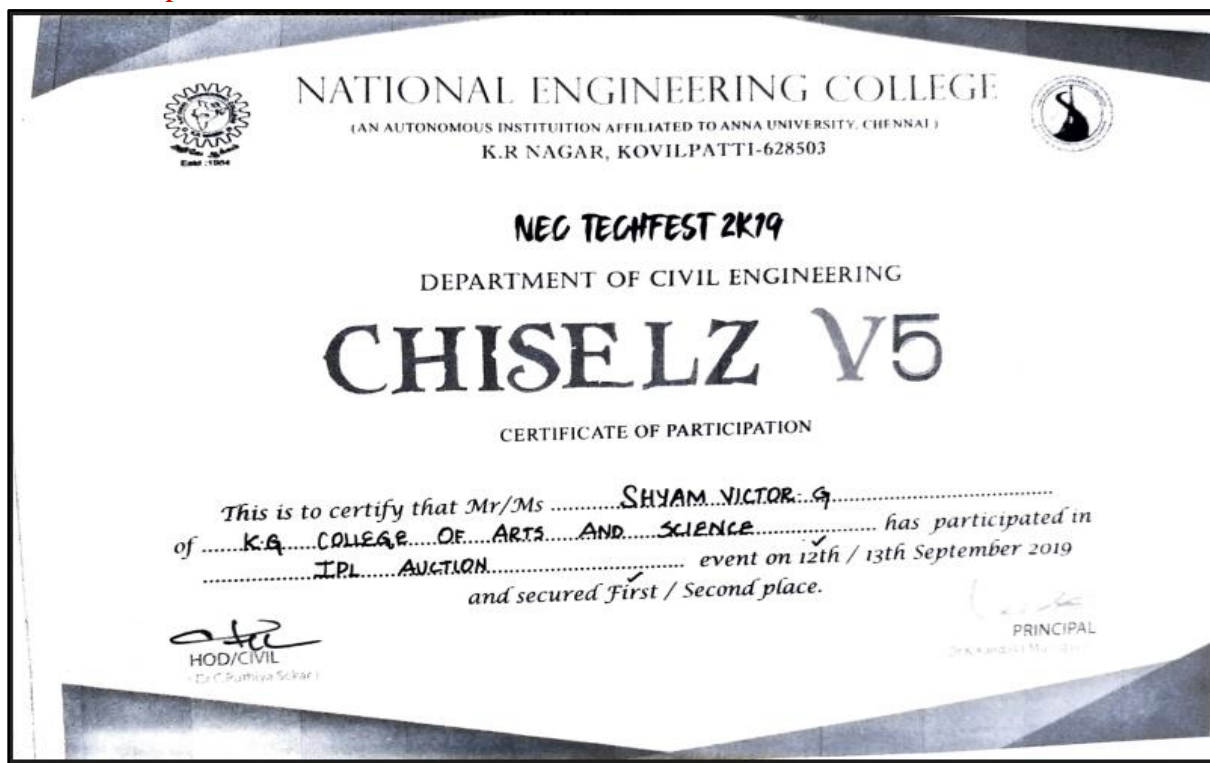 NATIONAL ENGINEERING COLLEGE
(AN AUTONOMOUS INSTITUITION AFFILIATED TO ANNA UNIVERSITY, CHENNAI)
K.R NAGAR, KOVILPATTI-628503
Estd :1984
NEC TECHFEST 2K19
DEPARTMENT OF CIVIL ENGINEERING
CHISELZ V5
CERTIFICATE OF PARTICIPATION
This is to certify that Mr/Ms SHYAM VICTOR G
of K.G COLLEGE OF ARTS AND SCIENCE has participated in
IPL AUCTION event on 12th / 13th September 2019
and secured First / Second place.
HOD/CIVIL
PRINCIPAL